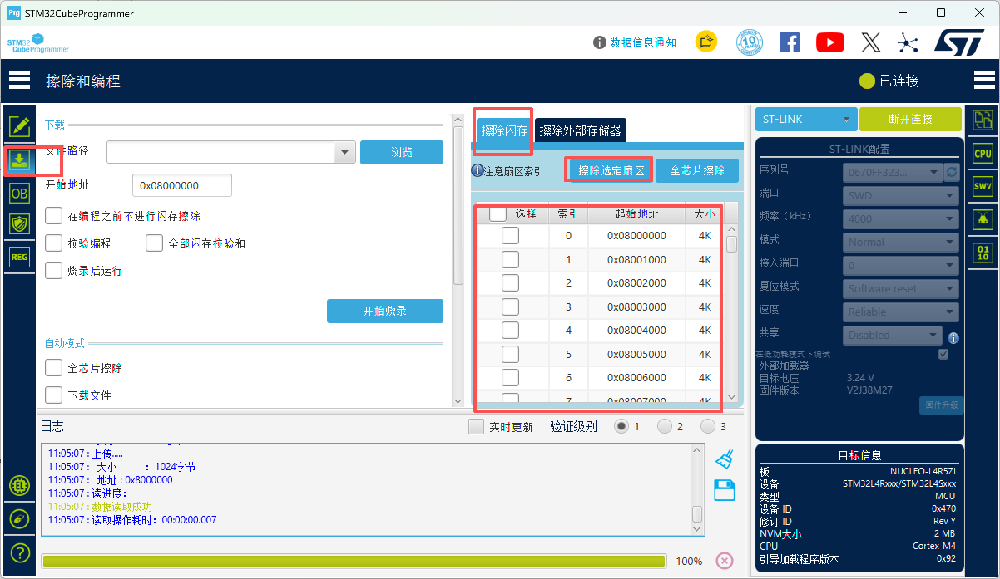 Prg STM32CubeProgrammer
STM32
CubeProgrammer
数据信息通知
10 YEARS
ST
擦除和编程
已连接
下载
文件路径
浏览
开始地址 0x08000000
在编程之前不进行闪存擦除
校验编程 全部闪存校验和
烧录后运行
开始烧录
自动模式
全芯片擦除
下载文件
OB
REG
擦除闪存 擦除外部存储器
注意扇区索引 擦除选定扇区 全芯片擦除
选择 索引 起始地址 大小
0 0x08000000 4K
1 0x08001000 4K
2 0x08002000 4K
3 0x08003000 4K
4 0x08004000 4K
5 0x08005000 4K
6 0x08006000 4K
7 0x08007000 4K
日志 实时更新 验证级别 1 2 3
11:05:07 : 上传.....
11:05:07 : 大小 : 1024字节
11:05:07 : 地址 : 0x8000000
11:05:07 : 读进度:
11:05:07 : 数据读取成功
11:05:07 : 读取操作耗时: 00:00:00.007
100%
ST-LINK 断开连接
ST-LINK配置
序列号 0670FF323...
端口 SWD
频率（kHz） 4000
模式 Normal
接入端口 0
复位模式 Software reset
速度 Reliable
共享 Disabled
在低功耗模式下调试
外部加载器 _
目标电压 3.24 V
固件版本 V2J38M27
固件升级
目标信息
板 NUCLEO-L4R5ZI
设备 STM32L4Rxxx/STM32L4Sxxx
类型 MCU
设备 ID 0x470
修订 ID Rev Y
NVM大小 2 MB
CPU Cortex-M4
引导加载程序版本 0x92
CPU
SWV
01
10